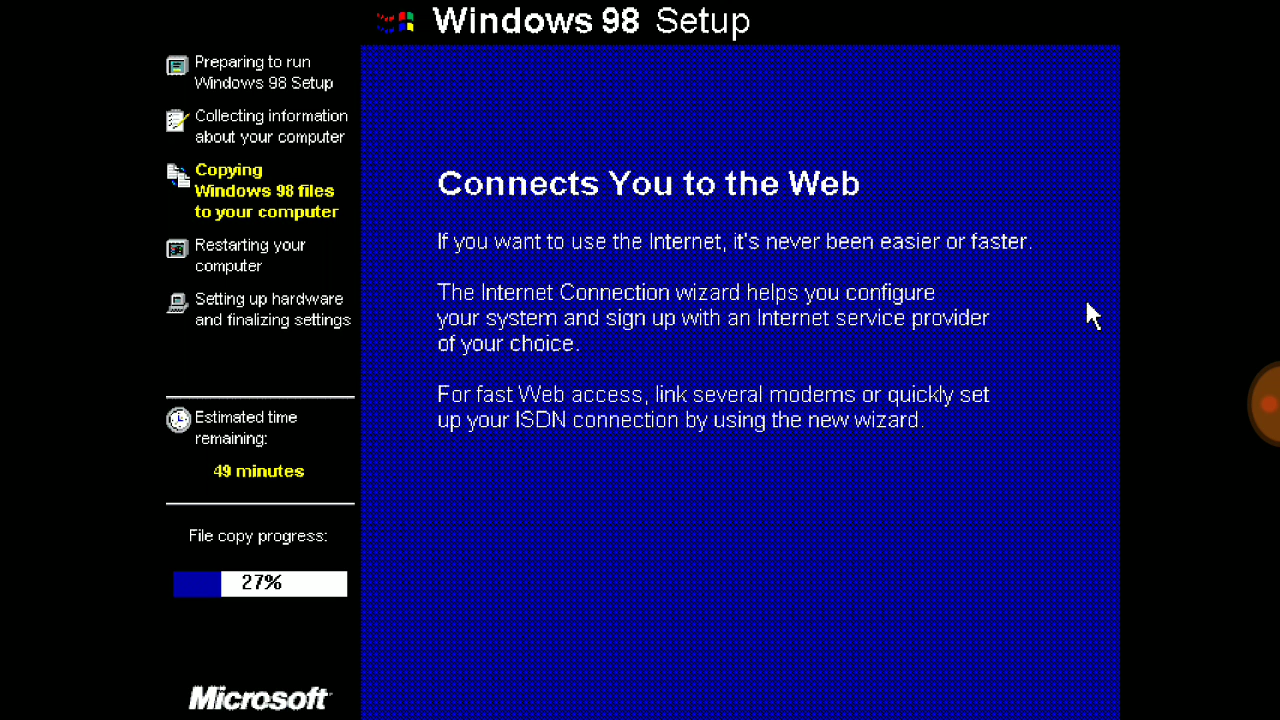 Windows 98 Setup
Preparing to run
Windows 98 Setup
Collecting information
about your computer
Copying
Windows 98 files
to your computer
Restarting your
computer
Setting up hardware
and finalizing settings
Estimated time
remaining:
49 minutes
File copy progress:
27%
Microsoft
Connects You to the Web
If you want to use the Internet, it's never been easier or faster.
The Internet Connection wizard helps you configure
your system and sign up with an Internet service provider
of your choice.
For fast Web access, link several modems or quickly set
up your ISDN connection by using the new wizard.